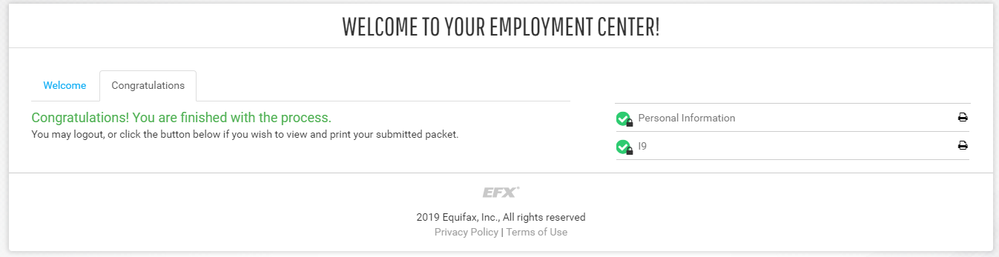 WELCOME TO YOUR EMPLOYMENT CENTER!
Welcome
Congratulations
Congratulations! You are finished with the process.
You may logout, or click the button below if you wish to view and print your submitted packet.
Personal Information
I9
EFX®
2019 Equifax, Inc., All rights reserved
Privacy Policy | Terms of Use